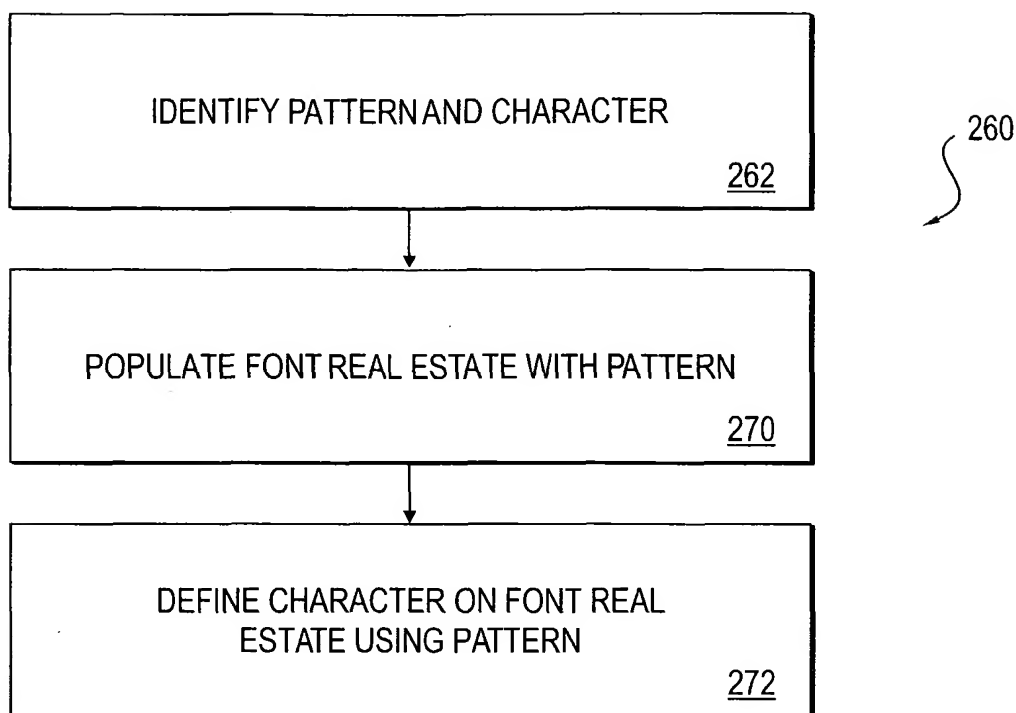 IDENTIFY PATTERN AND CHARACTER
262
260
POPULATE FONT REAL ESTATE WITH PATTERN
270
DEFINE CHARACTER ON FONT REAL
ESTATE USING PATTERN
272